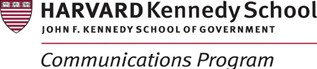 HARVARD Kennedy School
JOHN F. KENNEDY SCHOOL OF GOVERNMENT
Communications Program